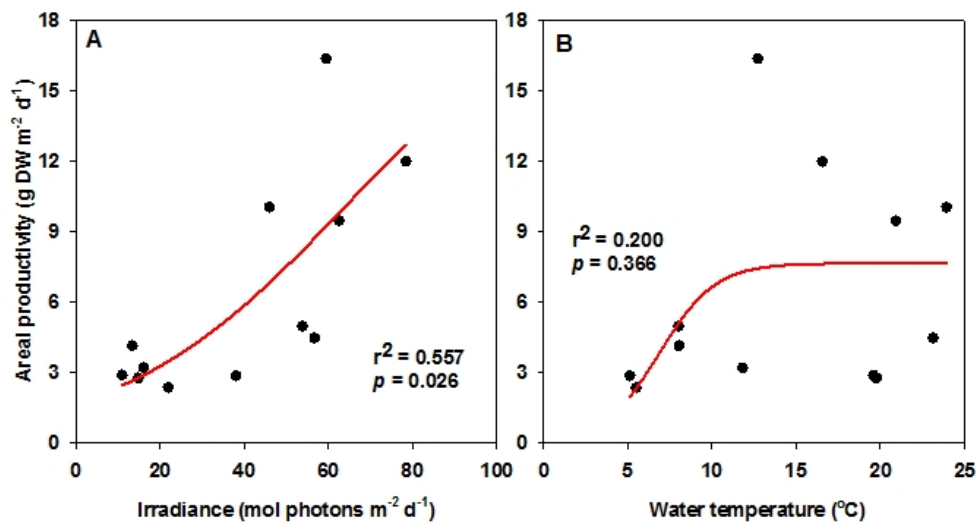 A
B
Areal productivity (g DW m⁻² d⁻¹)
18
15
12
9
6
3
0
r² = 0.557
p = 0.026
0 20 40 60 80 100
Irradiance (mol photons m⁻² d⁻¹)
18
15
12
9
6
3
0
r² = 0.200
p = 0.366
0 5 10 15 20 25
Water temperature (°C)